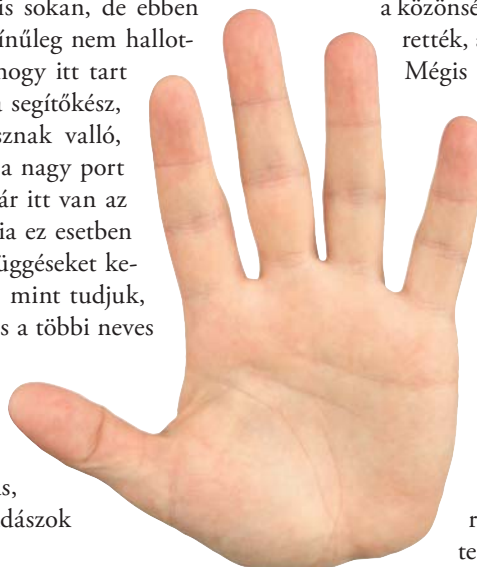 is sokan, de ebben
ínűleg nem hallot-
hogy itt tart
segítőkész,
sznak valló,
a nagy port
ár itt van az
ia ez esetben
függéseket ke-
mint tudjuk,
s a többi neves
s,
dászok
a közönsé
rették,
Mégis
r
te